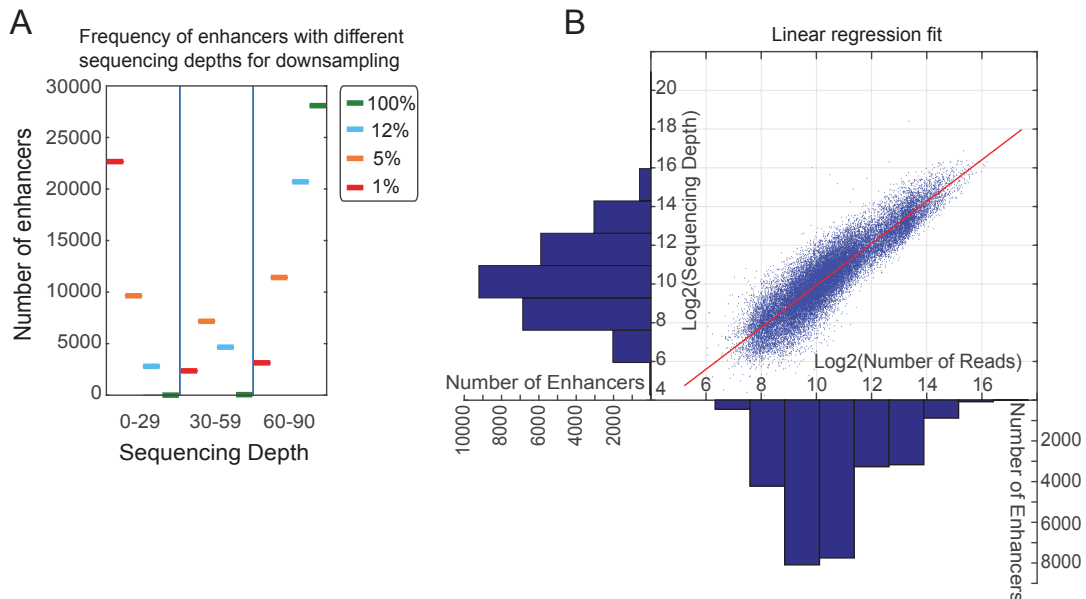 A
Frequency of enhancers with different
sequencing depths for downsampling
Number of enhancers
30000
25000
20000
15000
10000
5000
0
0-29 30-59 60-90
Sequencing Depth
100%
12%
5%
1%
B
Linear regression fit
Log2(Sequencing Depth)
20
18
16
14
12
10
8
6
4
Log2(Number of Reads)
6 8 10 12 14 16
Number of Enhancers
10000 8000 6000 4000 2000
Number of Enhancers
2000
4000
6000
8000